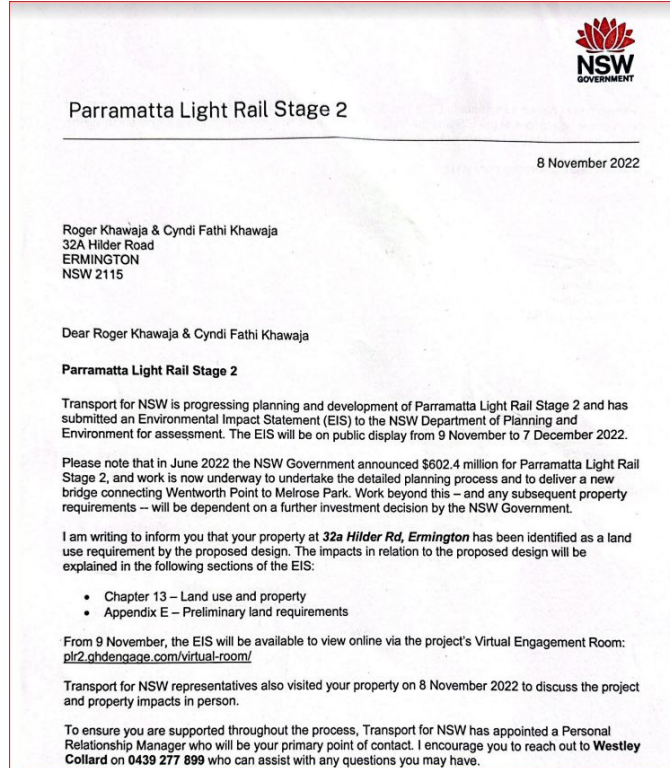 NSW
GOVERNMENT
Parramatta Light Rail Stage 2
8 November 2022
Roger Khawaja & Cyndi Fathi Khawaja
32A Hilder Road
ERMINGTON
NSW 2115
Dear Roger Khawaja & Cyndi Fathi Khawaja
Parramatta Light Rail Stage 2
Transport for NSW is progressing planning and development of Parramatta Light Rail Stage 2 and has
submitted an Environmental Impact Statement (EIS) to the NSW Department of Planning and
Environment for assessment. The EIS will be on public display from 9 November to 7 December 2022.
Please note that in June 2022 the NSW Government announced $602.4 million for Parramatta Light Rail
Stage 2, and work is now underway to undertake the detailed planning process and to deliver a new
bridge connecting Wentworth Point to Melrose Park. Work beyond this – and any subsequent property
requirements – will be dependent on a further investment decision by the NSW Government.
I am writing to inform you that your property at 32a Hilder Rd, Ermington has been identified as a land
use requirement by the proposed design. The impacts in relation to the proposed design will be
explained in the following sections of the EIS:
• Chapter 13 – Land use and property
• Appendix E – Preliminary land requirements
From 9 November, the EIS will be available to view online via the project's Virtual Engagement Room:
plr2.ghdengage.com/virtual-room/
Transport for NSW representatives also visited your property on 8 November 2022 to discuss the project
and property impacts in person.
To ensure you are supported throughout the process, Transport for NSW has appointed a Personal
Relationship Manager who will be your primary point of contact. I encourage you to reach out to Westley
Collard on 0439 277 899 who can assist with any questions you may have.